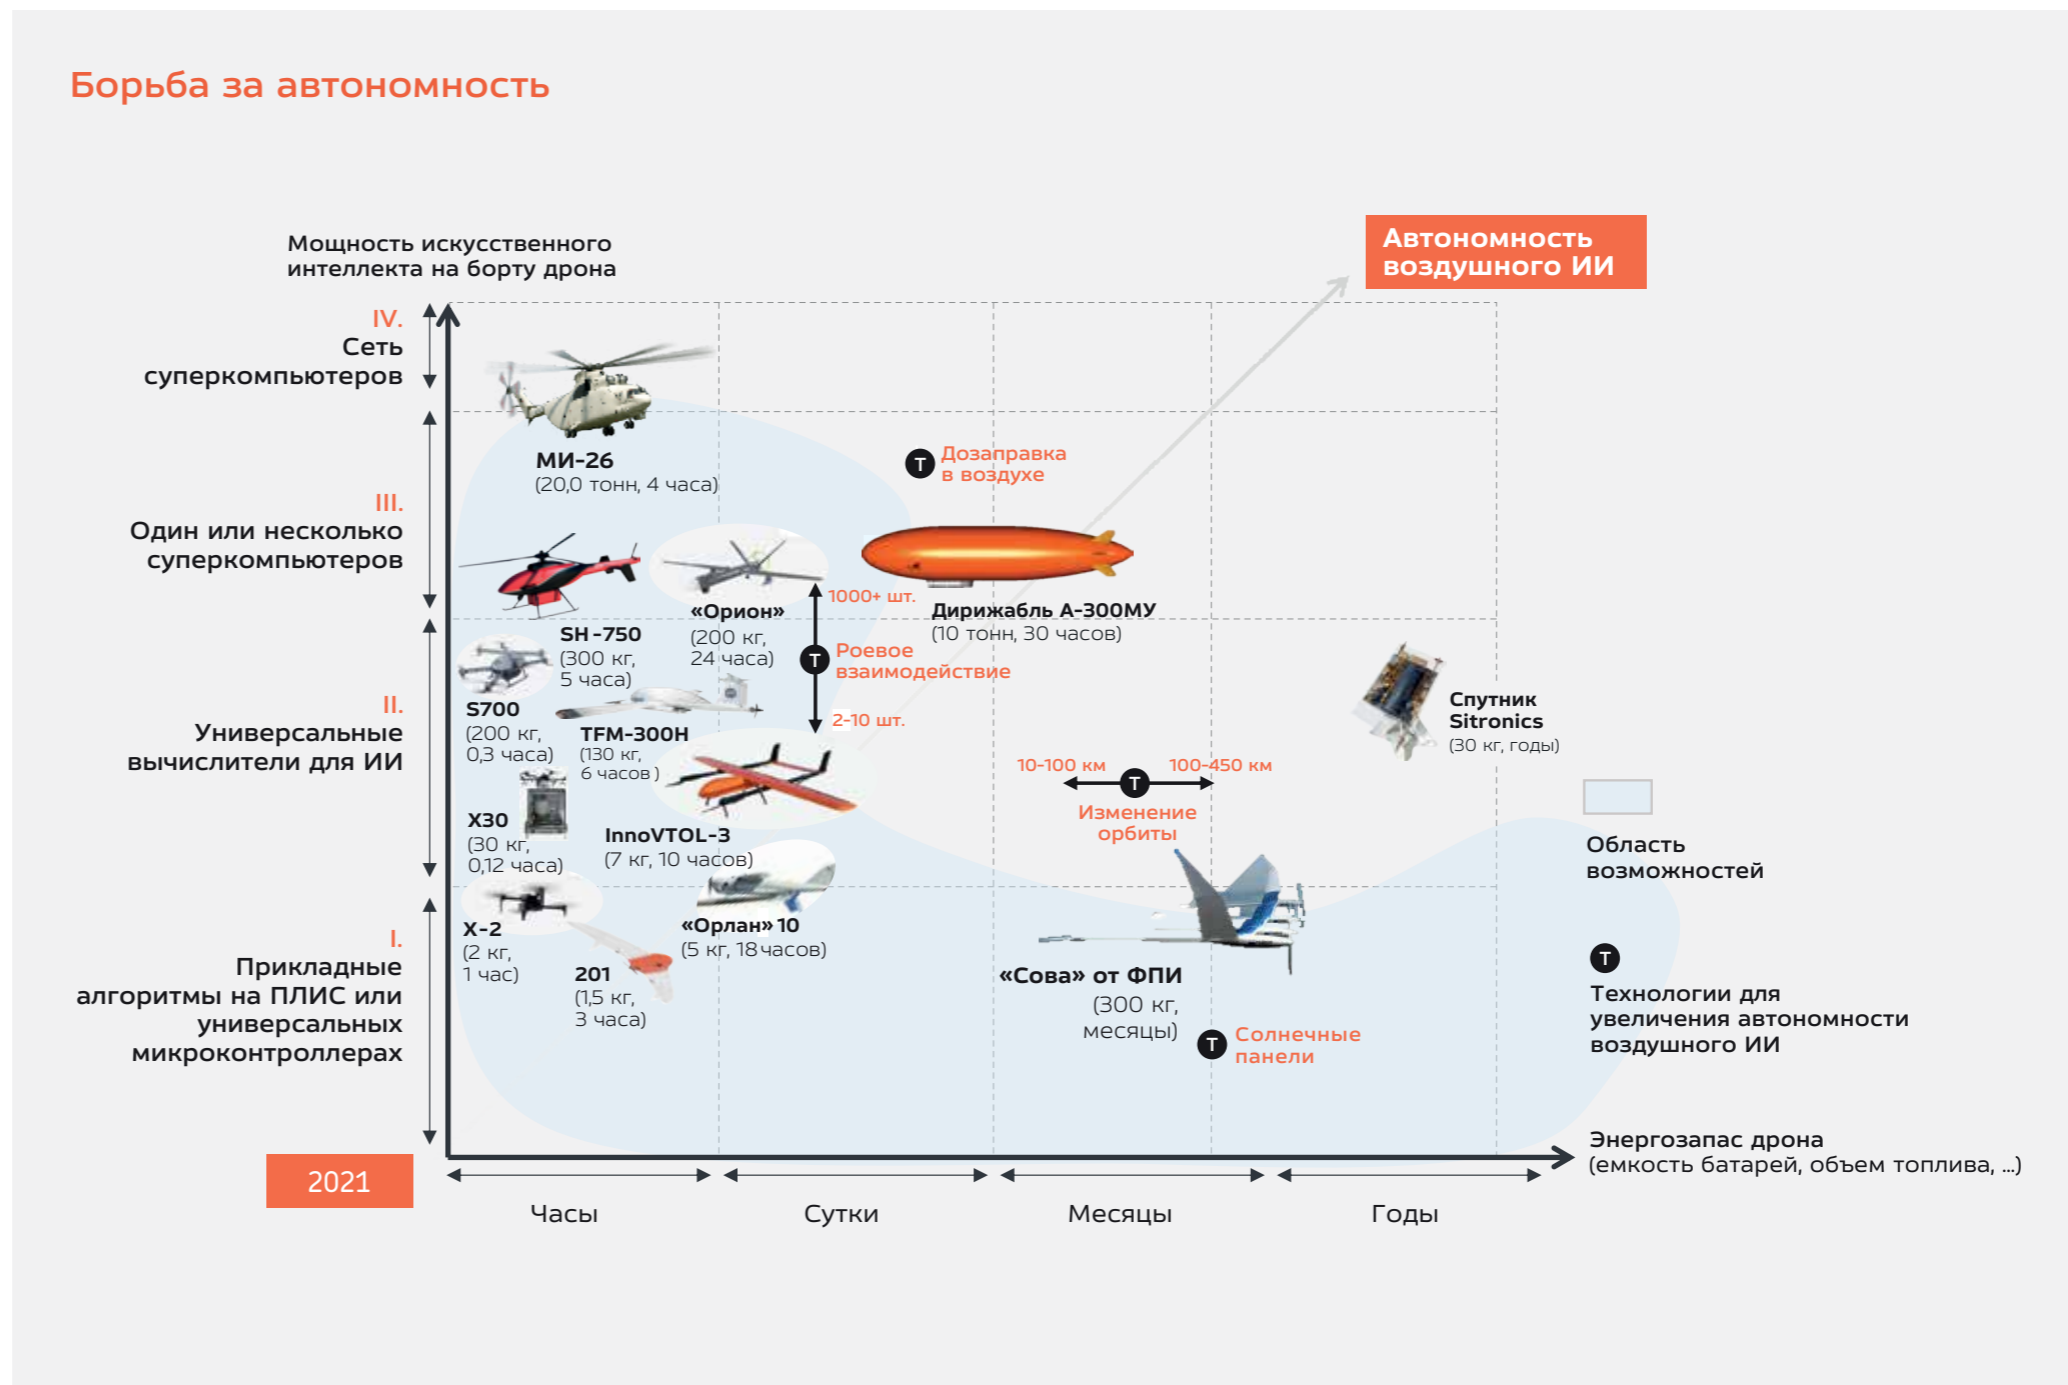 Борьба за автономность
Мощность искусственного
интеллекта на борту дрона
Автономность
воздушного ИИ
IV.
Сеть
суперкомпьютеров
III.
Один или несколько
суперкомпьютеров
II.
Универсальные
вычислители для ИИ
I.
Прикладные
алгоритмы на ПЛИС или
универсальных
микроконтроллерах
МИ-26
(20,0 тонн, 4 часа)
T
Дозаправка
в воздухе
SH-750
(300 кг,
5 часа)
«Орион»
(200 кг,
24 часа)
1000+ шт.
T
Роевое
взаимодействие
2-10 шт.
Дирижабль А-300МУ
(10 тонн, 30 часов)
S700
(200 кг,
0,3 часа)
TFM-300H
(130 кг,
6 часов )
Спутник
Sitronics
(30 кг, годы)
10-100 км
T
100-450 км
Изменение
орбиты
X30
(30 кг,
0,12 часа)
InnoVTOL-3
(7 кг, 10 часов)
X-2
(2 кг,
1 час)
201
(1,5 кг,
3 часа)
«Орлан» 10
(5 кг, 18 часов)
«Сова» от ФПИ
(300 кг,
месяцы)
T
Солнечные
панели
Область
возможностей
T
Технологии для
увеличения автономности
воздушного ИИ
Энергозапас дрона
(емкость батарей, объем топлива, ...)
2021
Часы
Сутки
Месяцы
Годы